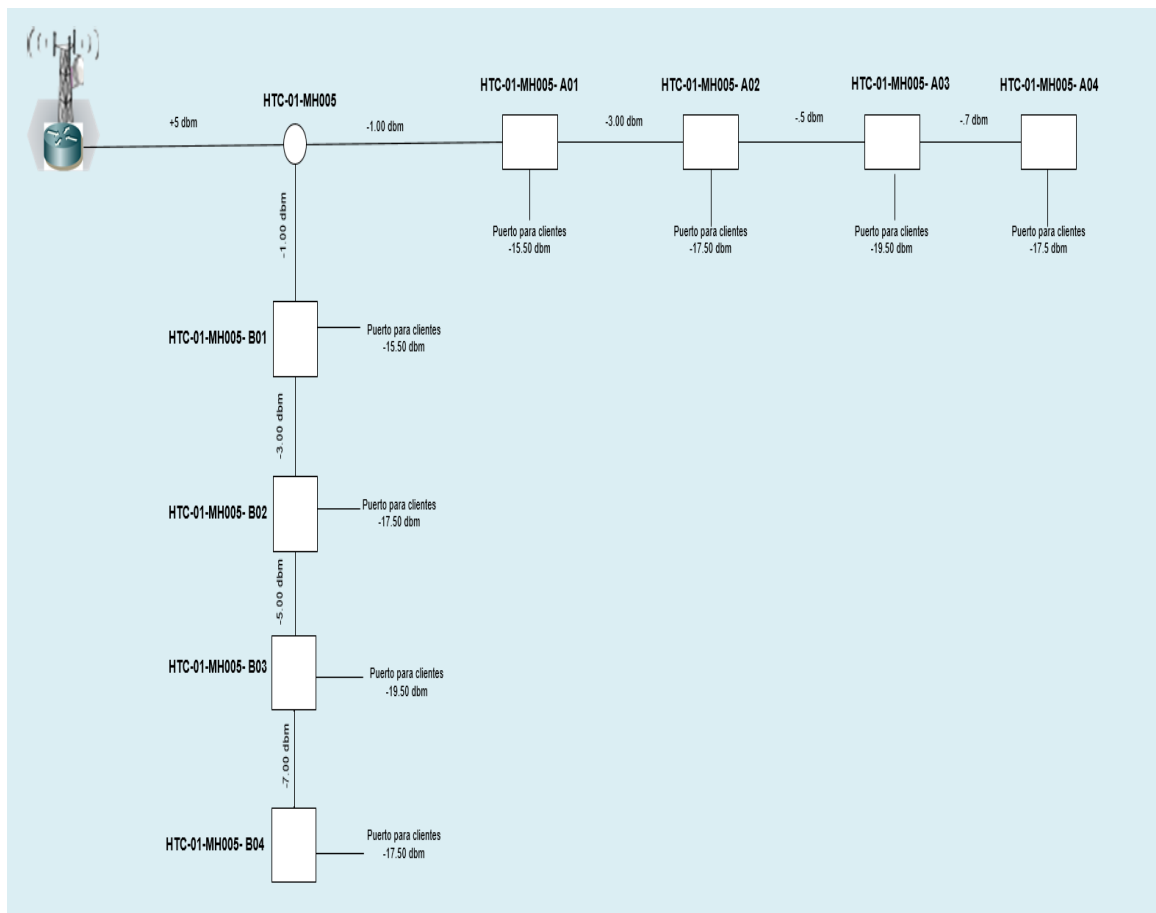 HTC-01-MH005- A01
HTC-01-MH005- A02
HTC-01-MH005- A03
HTC-01-MH005- A04
HTC-01-MH005
+5 dbm
-1.00 dbm
-3.00 dbm
-.5 dbm
-.7 dbm
Puerto para clientes
-15.50 dbm
Puerto para clientes
-17.50 dbm
Puerto para clientes
-19.50 dbm
Puerto para clientes
-17.5 dbm
-1.00 dbm
HTC-01-MH005- B01
Puerto para clientes
-15.50 dbm
-3.00 dbm
HTC-01-MH005- B02
Puerto para clientes
-17.50 dbm
-5.00 dbm
HTC-01-MH005- B03
Puerto para clientes
-19.50 dbm
-7.00 dbm
HTC-01-MH005- B04
Puerto para clientes
-17.50 dbm